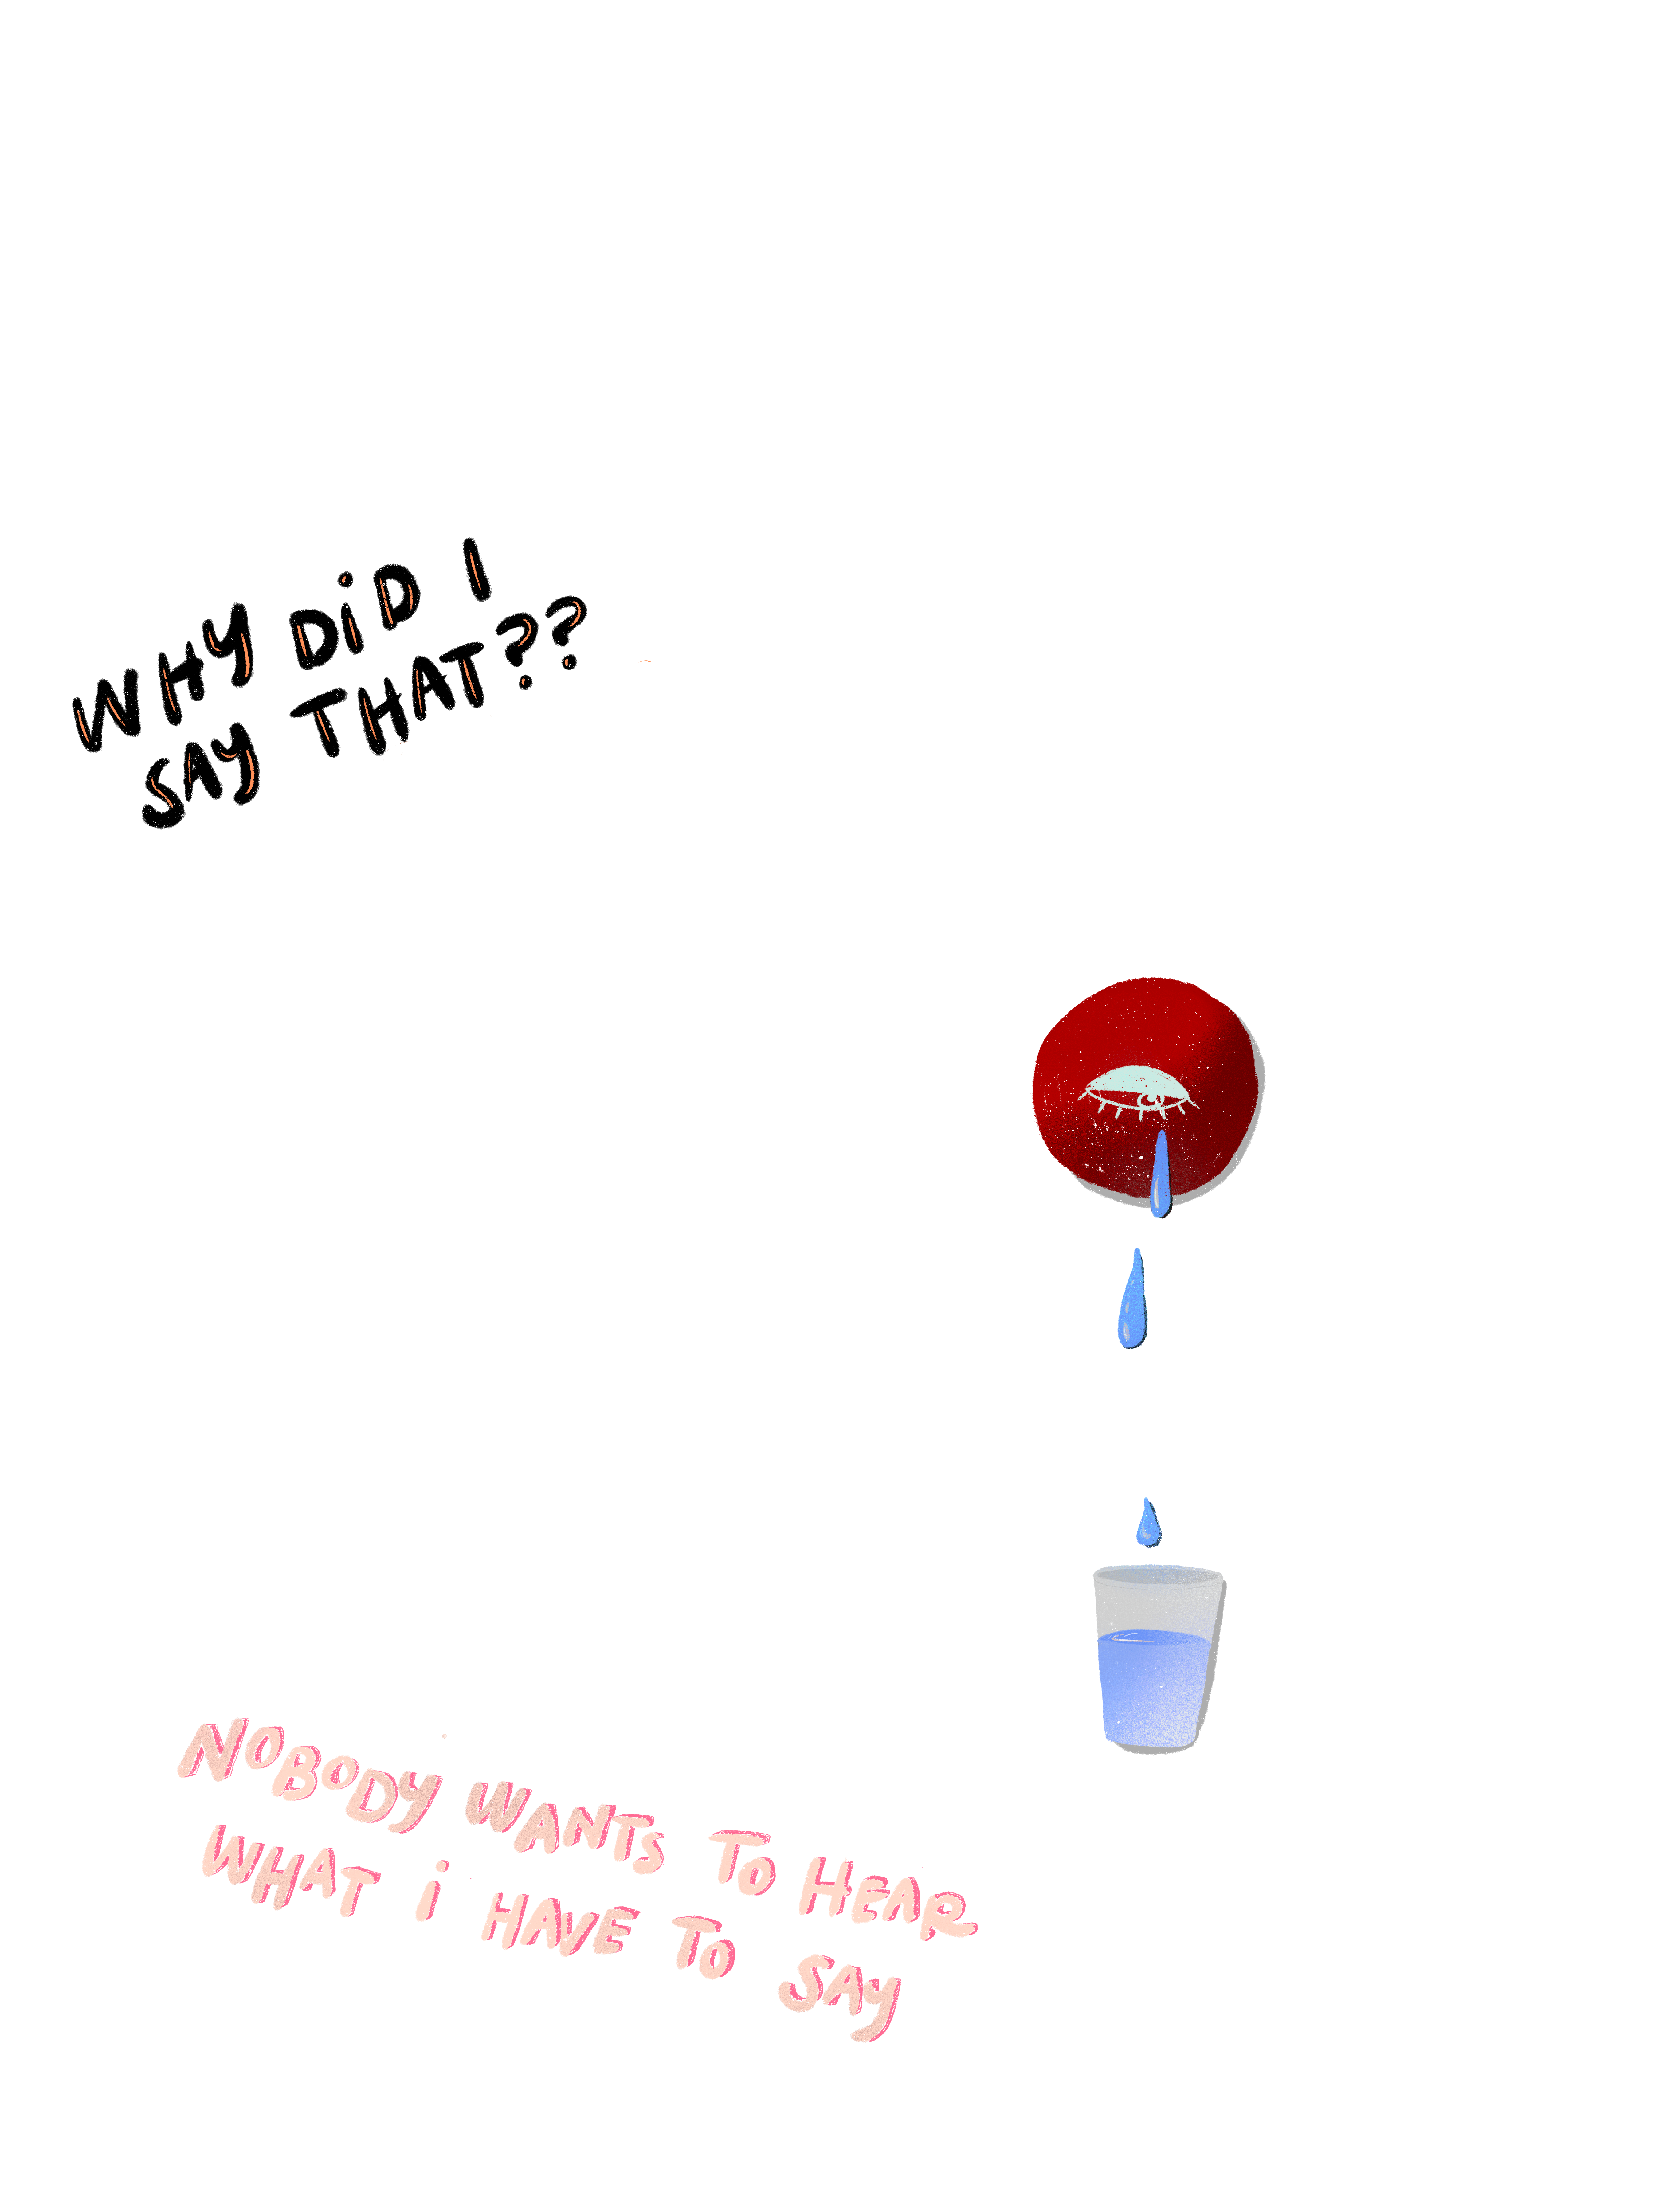 WHY DiD I
SAY THAT??
NOBODY WANTS TO HEAR
WHAT i HAVE TO SAY